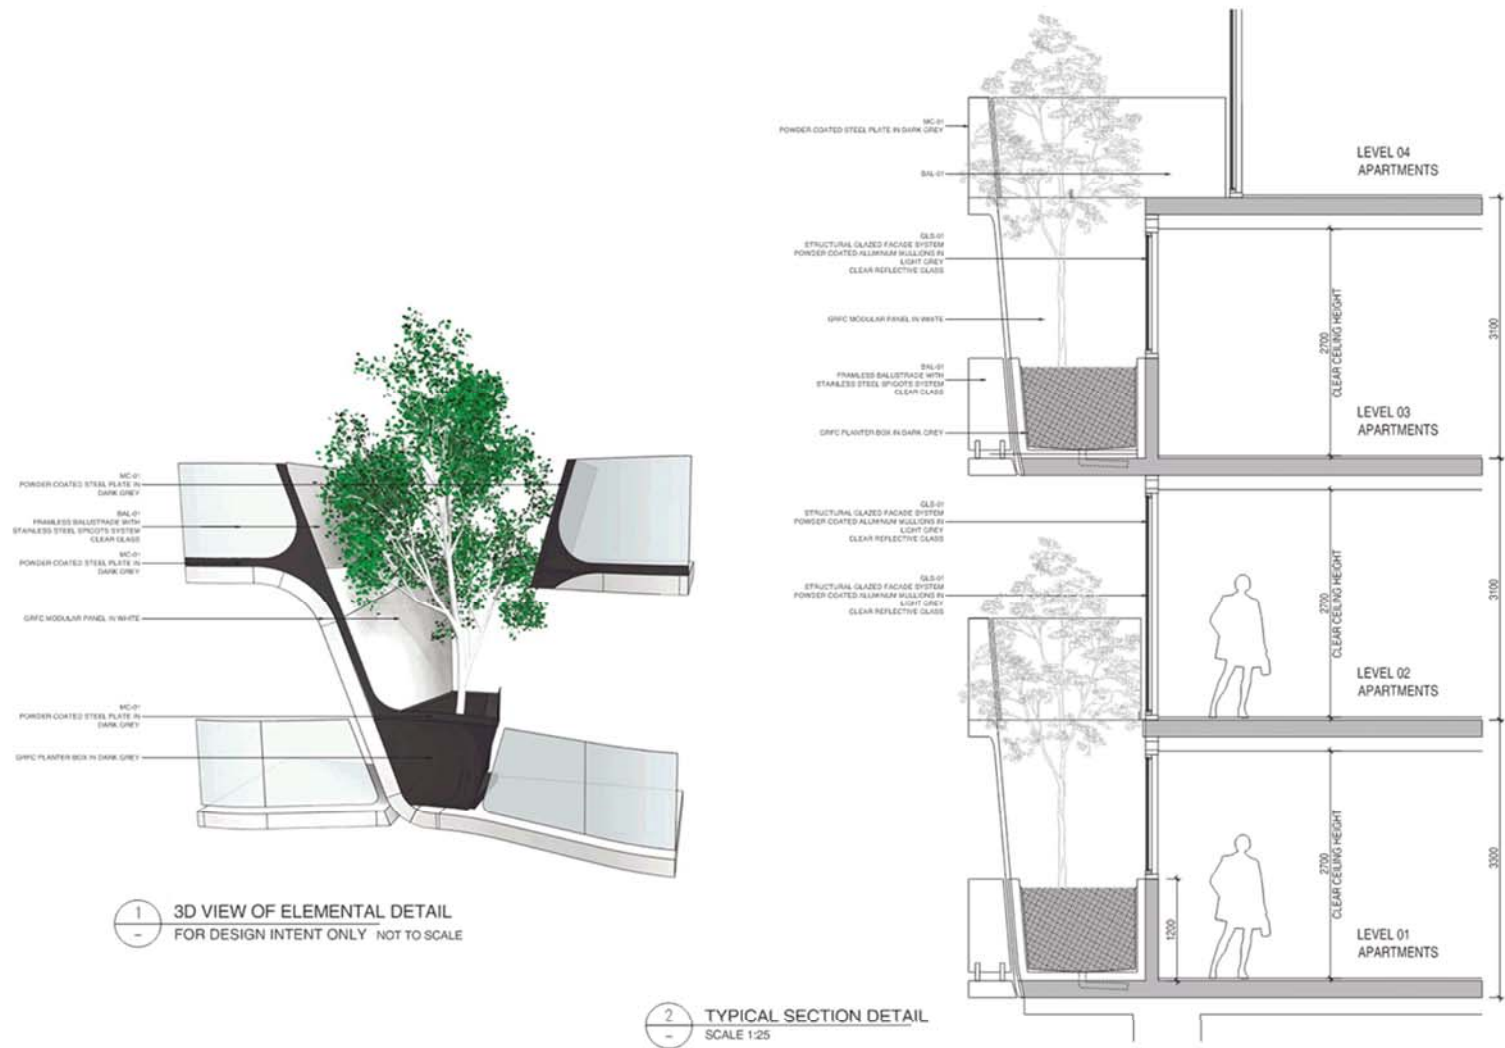 MC-01
POWDER COATED STEEL PLATE IN
DARK GREY
BAL-01
FRAMLESS BALUSTRADE WITH
STAINLESS STEEL SPIGOTS SYSTEM
CLEAR GLASS
MC-01
POWDER COATED STEEL PLATE IN
DARK GREY
GRFC MODULAR PANEL IN WHITE
MC-01
POWDER COATED STEEL PLATE IN
DARK GREY
GRFC PLANTER BOX IN DARK GREY
1
-
3D VIEW OF ELEMENTAL DETAIL
FOR DESIGN INTENT ONLY NOT TO SCALE
MC-01
POWDER COATED STEEL PLATE IN DARK GREY
BAL-01
GLS-01
STRUCTURAL GLAZED FACADE SYSTEM
POWDER COATED ALUMINUM MULLIONS IN
LIGHT GREY
CLEAR REFLECTIVE GLASS
GRFC MODULAR PANEL IN WHITE
BAL-01
FRAMLESS BALUSTRADE WITH
STAINLESS STEEL SPIGOTS SYSTEM
CLEAR GLASS
GRFC PLANTER BOX IN DARK GREY
GLS-01
STRUCTURAL GLAZED FACADE SYSTEM
POWDER COATED ALUMINUM MULLIONS IN
LIGHT GREY
CLEAR REFLECTIVE GLASS
GLS-01
STRUCTURAL GLAZED FACADE SYSTEM
POWDER COATED ALUMINUM MULLIONS IN
LIGHT GREY
CLEAR REFLECTIVE GLASS
LEVEL 04
APARTMENTS
2700
CLEAR CEILING HEIGHT
3100
LEVEL 03
APARTMENTS
2700
CLEAR CEILING HEIGHT
3100
LEVEL 02
APARTMENTS
2700
CLEAR CEILING HEIGHT
3300
1200
LEVEL 01
APARTMENTS
2
-
TYPICAL SECTION DETAIL
SCALE 1:25